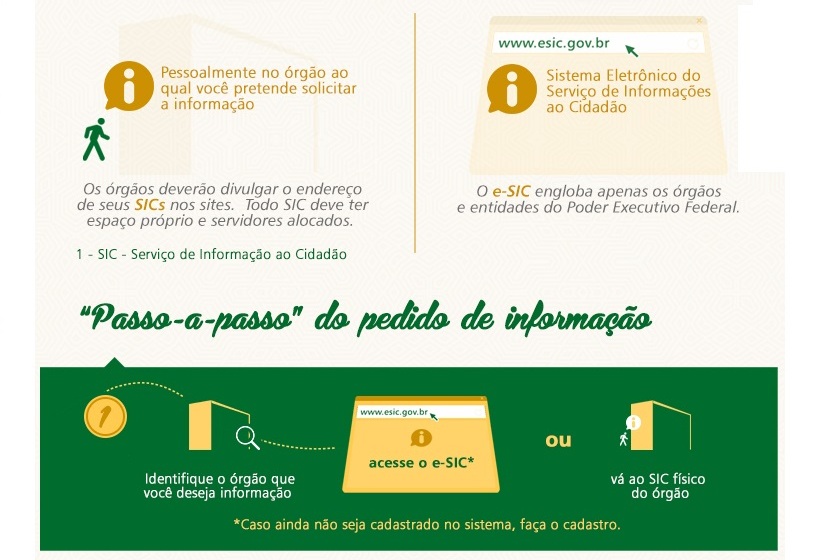 Pessoalmente no órgão ao
qual você pretende solicitar
a informação
Os órgãos deverão divulgar o endereço
de seus SICs nos sites. Todo SIC deve ter
espaço próprio e servidores alocados.
1 - SIC - Serviço de Informação ao Cidadão
www.esic.gov.br
Sistema Eletrônico do
Serviço de Informações
ao Cidadão
O e-SIC engloba apenas os órgãos
e entidades do Poder Executivo Federal.
"Passo-a-passo" do pedido de informação
1
Identifique o órgão que
você deseja informação
www.esic.gov.br
acesse o e-SIC*
ou
vá ao SIC físico
do órgão
*Caso ainda não seja cadastrado no sistema, faça o cadastro.